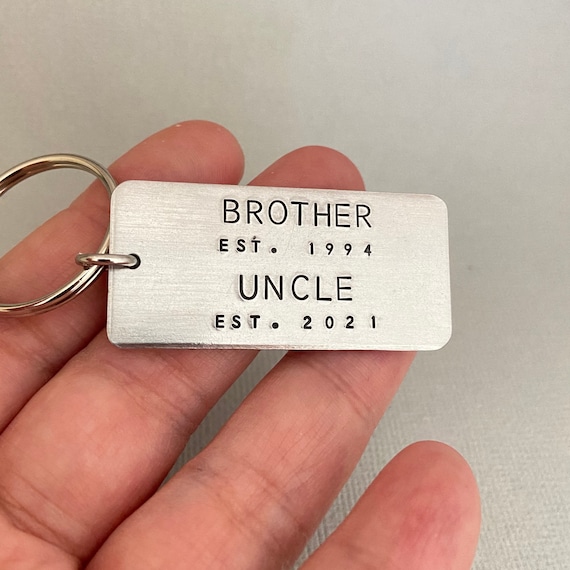 BROTHER
EST. 1994
UNCLE
EST. 2021